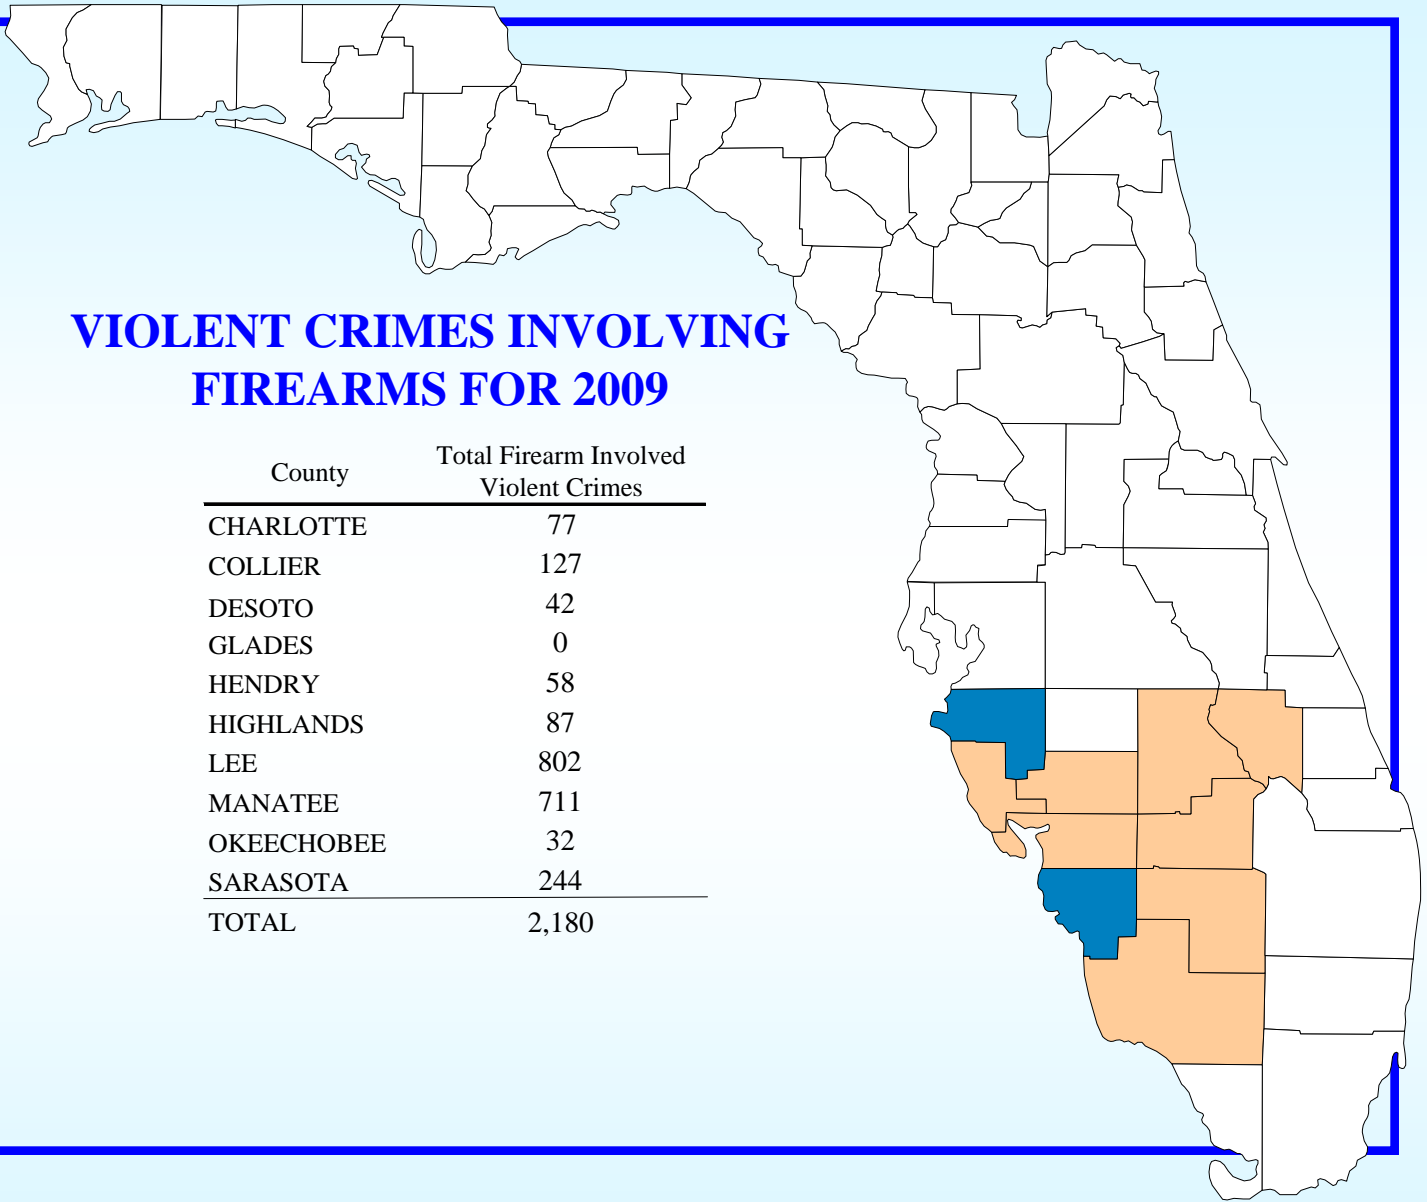 VIOLENT CRIMES INVOLVING
FIREARMS FOR 2009
County Total Firearm Involved
Violent Crimes
CHARLOTTE 77
COLLIER 127
DESOTO 42
GLADES 0
HENDRY 58
HIGHLANDS 87
LEE 802
MANATEE 711
OKEECHOBEE 32
SARASOTA 244
TOTAL 2,180